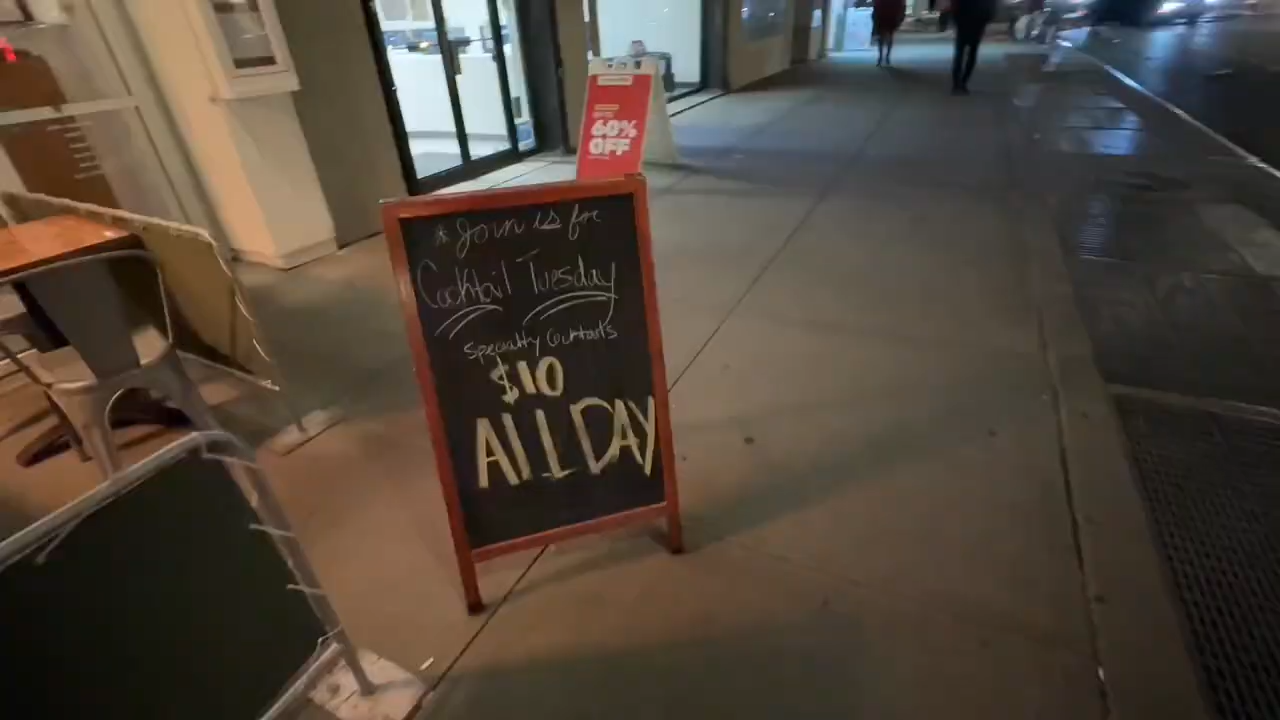 60%
OFF
* Join us for
Cocktail Tuesday
Specialty Cocktails
$10
All DAY